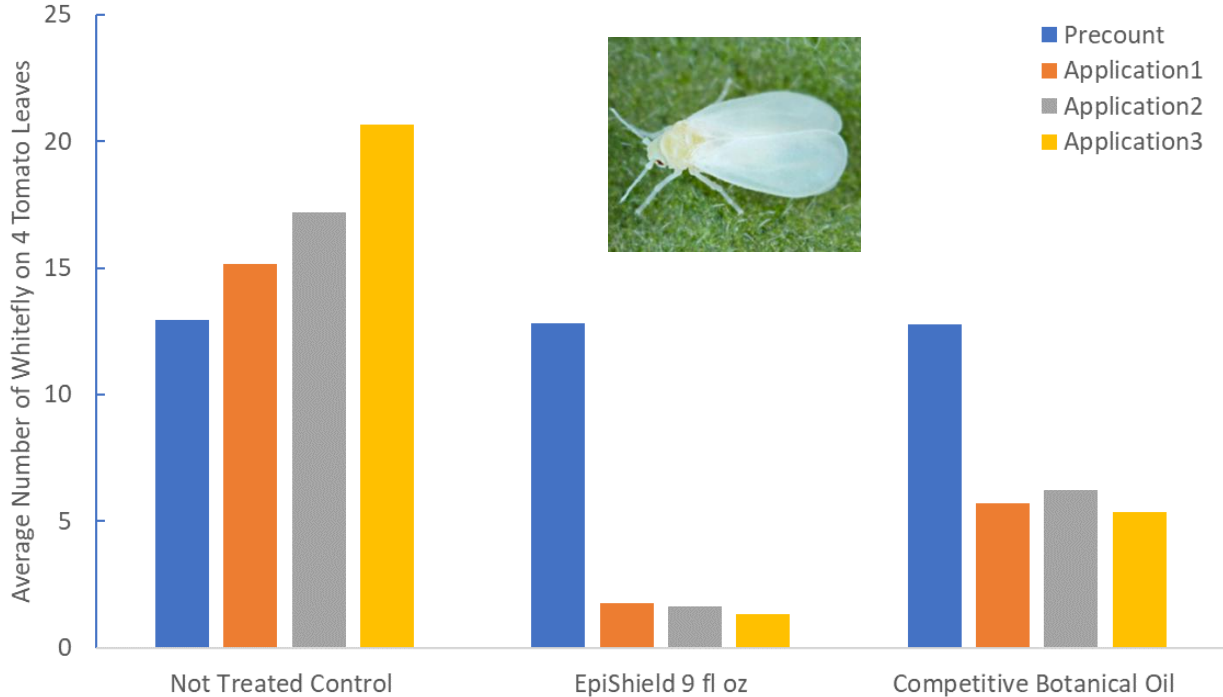 Average Number of Whitefly on 4 Tomato Leaves
25
20
15
10
5
0
Precount
Application1
Application2
Application3
Not Treated Control
EpiShield 9 fl oz
Competitive Botanical Oil